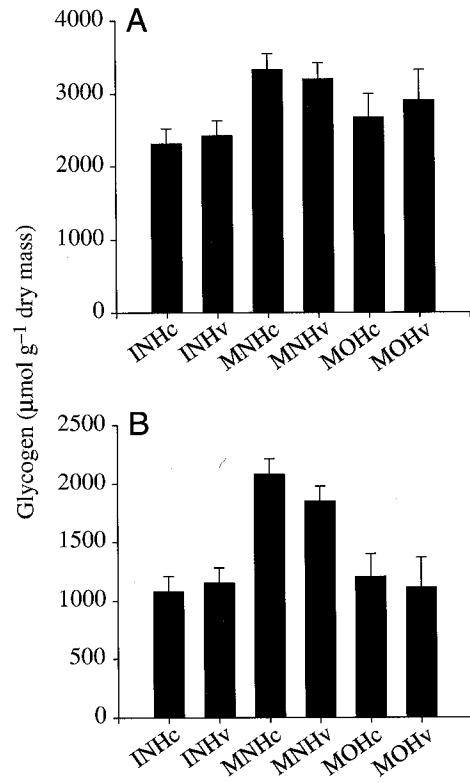 A
4000
3000
2000
1000
0
INHc
INHv
MNHc
MNHv
MOHc
MOHv
Glycogen (μmol g⁻¹ dry mass)
B
2500
2000
1500
1000
500
0
INHc
INHv
MNHc
MNHv
MOHc
MOHv